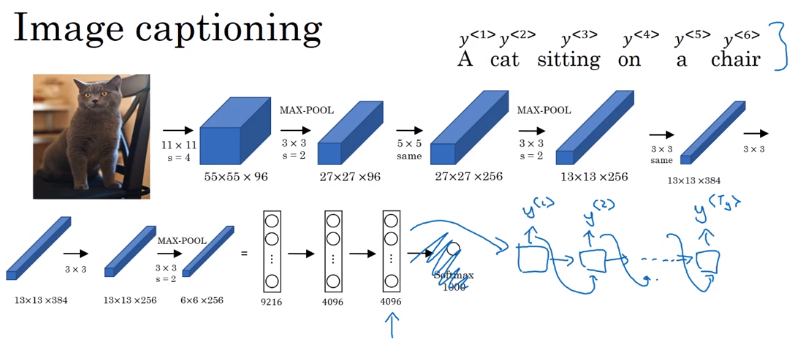 Image captioning
y<1> y<2> y<3> y<4> y<5> y<6>
A cat sitting on a chair
MAX-POOL MAX-POOL
11 × 11 3 × 3 5 × 5 3 × 3 3 × 3 3 × 3
s = 4 s = 2 same s = 2 same
55×55 × 96 27×27 ×96 27×27 ×256 13×13 ×256 13×13 ×384
y<1> y<2> y<Ty>
MAX-POOL
3 × 3 3 × 3 = ⋮ ⋮ ⋮ ......
s = 2 Softmax
13×13 ×384 13×13 ×256 6×6 ×256 9216 4096 4096 1000